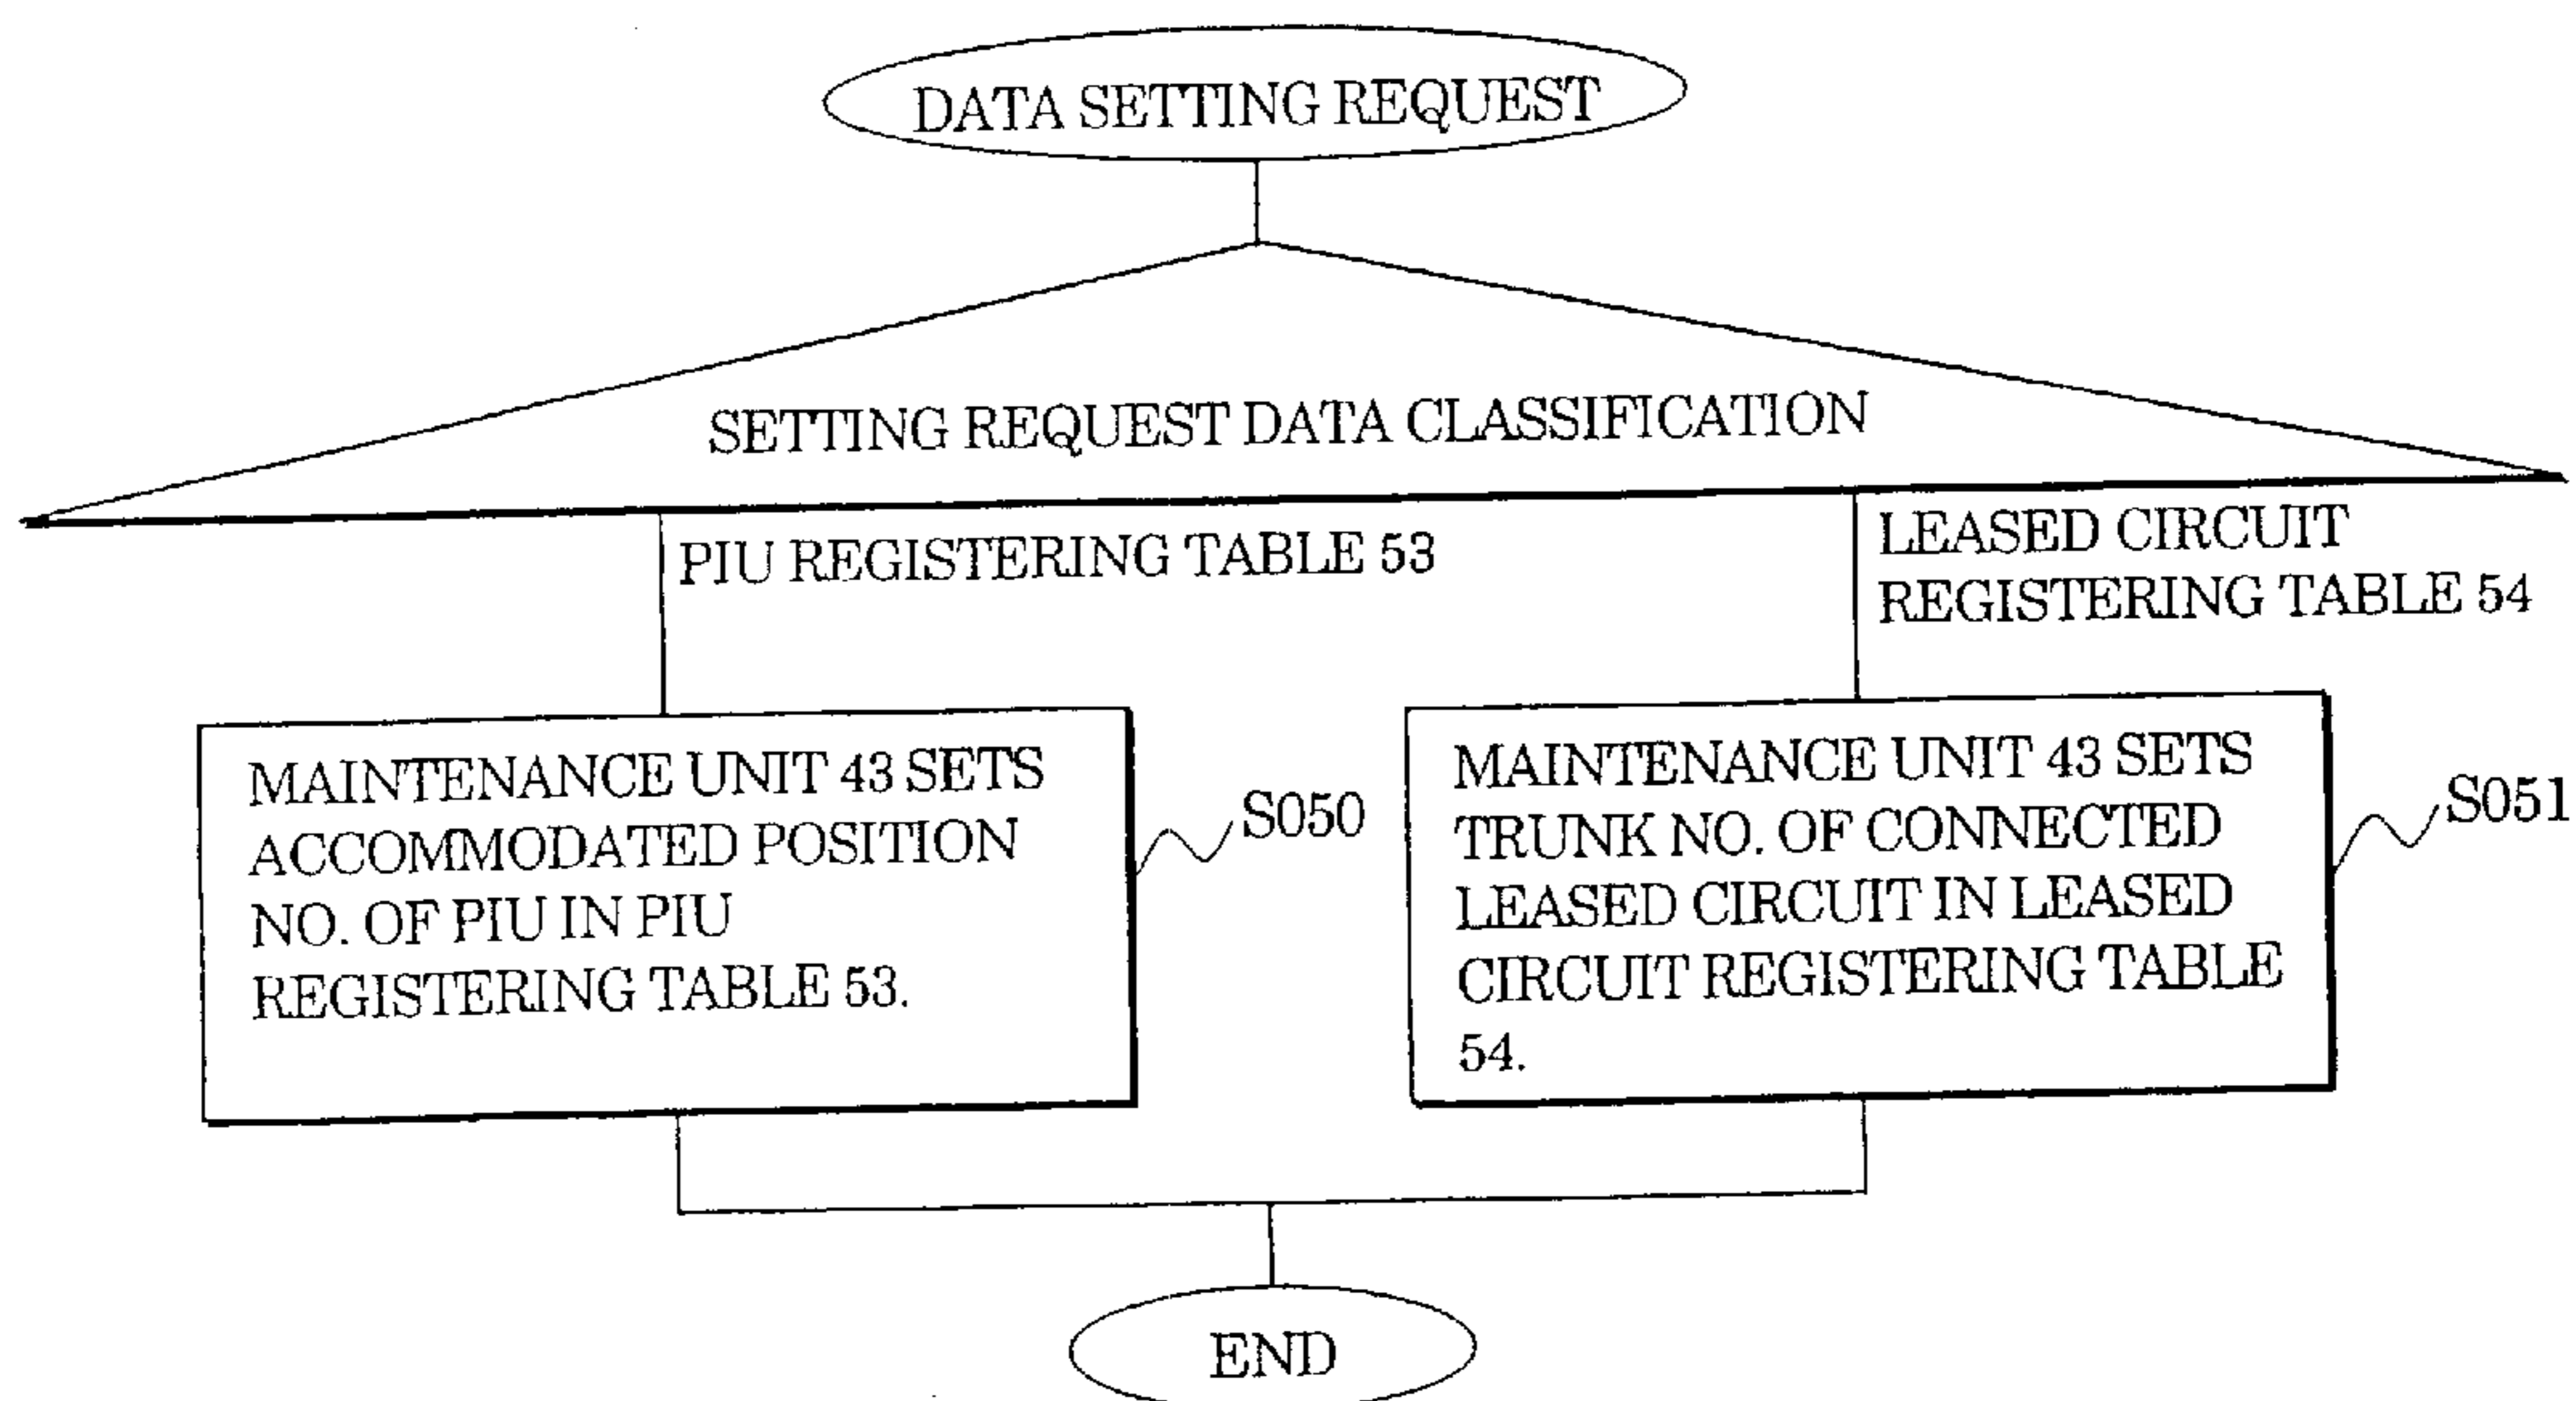 DATA SETTING REQUEST
SETTING REQUEST DATA CLASSIFICATION
PIU REGISTERING TABLE 53
LEASED CIRCUIT
REGISTERING TABLE 54
MAINTENANCE UNIT 43 SETS
ACCOMMODATED POSITION
NO. OF PIU IN PIU
REGISTERING TABLE 53.
S050
MAINTENANCE UNIT 43 SETS
TRUNK NO. OF CONNECTED
LEASED CIRCUIT IN LEASED
CIRCUIT REGISTERING TABLE
54.
S051
END